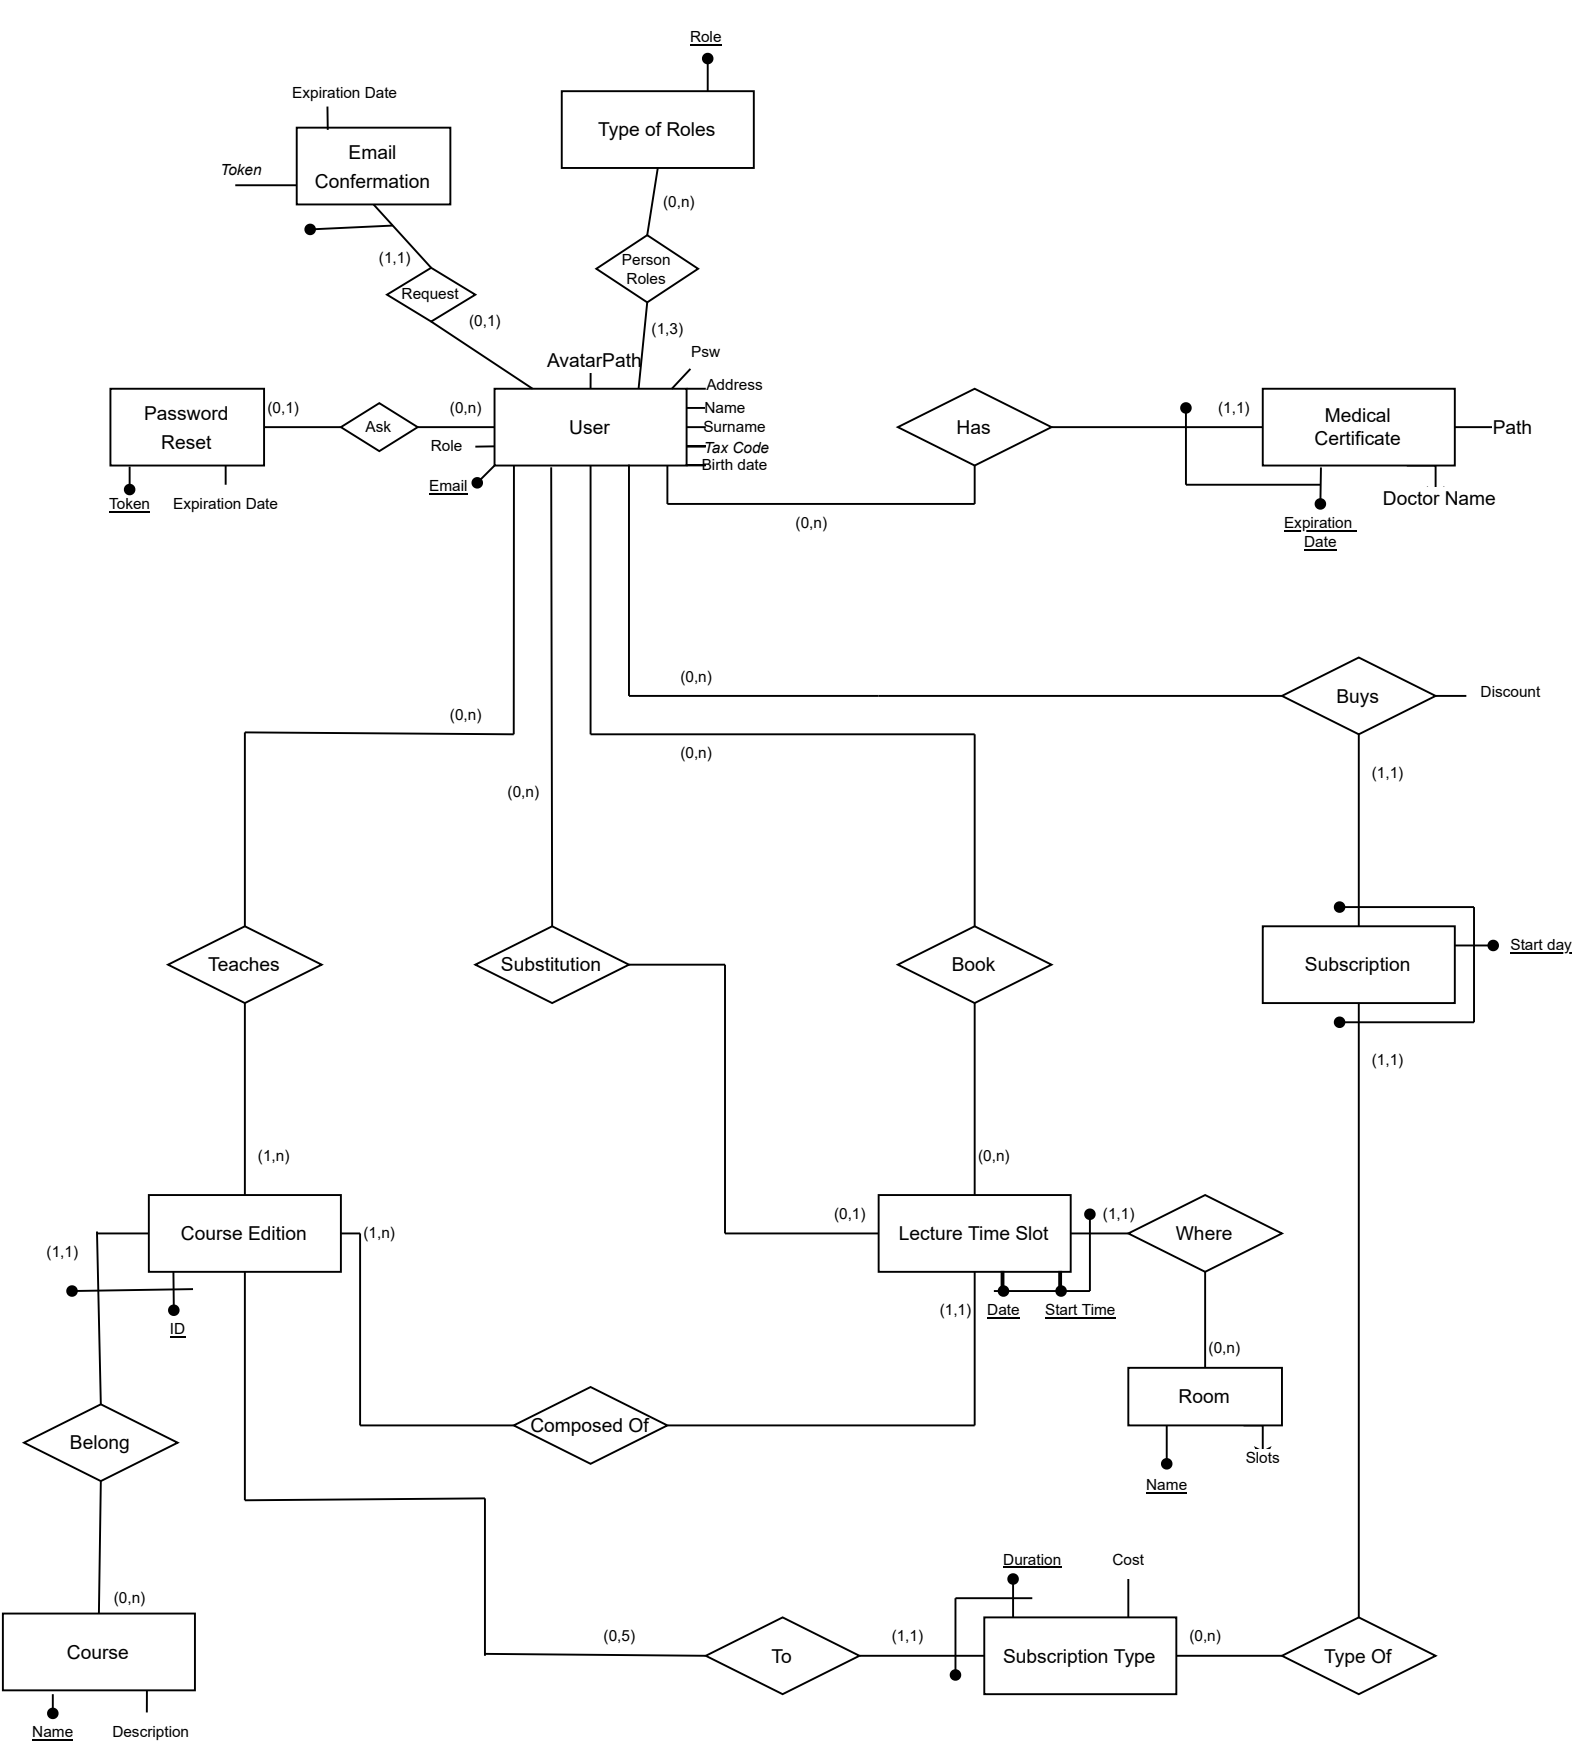 Role
Expiration Date
Type of Roles
Email
Confermation
Token
(0,n)
Person
Roles
(1,1)
Request
(0,1)
(1,3)
Psw
AvatarPath
Address
Name
Surname
Tax Code
Birth date
Password
Reset
(0,1)
Ask
(0,n)
User
Role
Email
Token
Expiration Date
Has
(1,1)
Medical
Certificate
Path
Doctor Name
Expiration
Date
(0,n)
(0,n)
Buys
Discount
(0,n)
(0,n)
(1,1)
(0,n)
Teaches
Substitution
Book
Subscription
Start day
(1,1)
(1,n)
(0,n)
Course Edition
(1,n)
(0,1)
Lecture Time Slot
(1,1)
Where
(1,1)
ID
(1,1)
Date
Start Time
(0,n)
Room
Belong
Composed Of
Slots
Name
Duration
Cost
(0,n)
(0,5)
To
(1,1)
Subscription Type
(0,n)
Type Of
Course
Name
Description